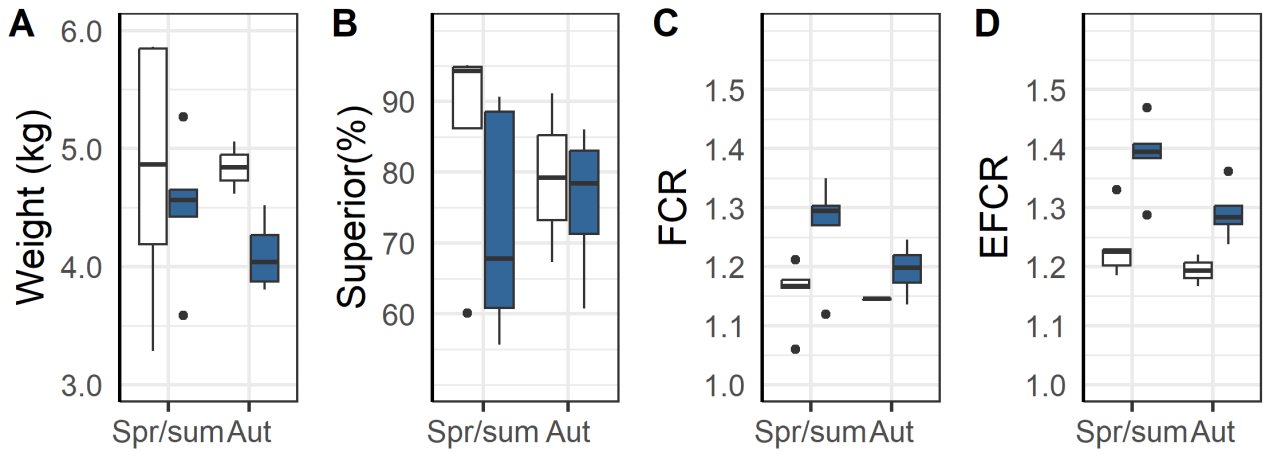 A
Weight (kg)
6.0
5.0
4.0
3.0
Spr/sum Aut
B
Superior(%)
90
80
70
60
Spr/sum Aut
C
FCR
1.5
1.4
1.3
1.2
1.1
1.0
Spr/sum Aut
D
EFCR
1.5
1.4
1.3
1.2
1.1
1.0
Spr/sum Aut